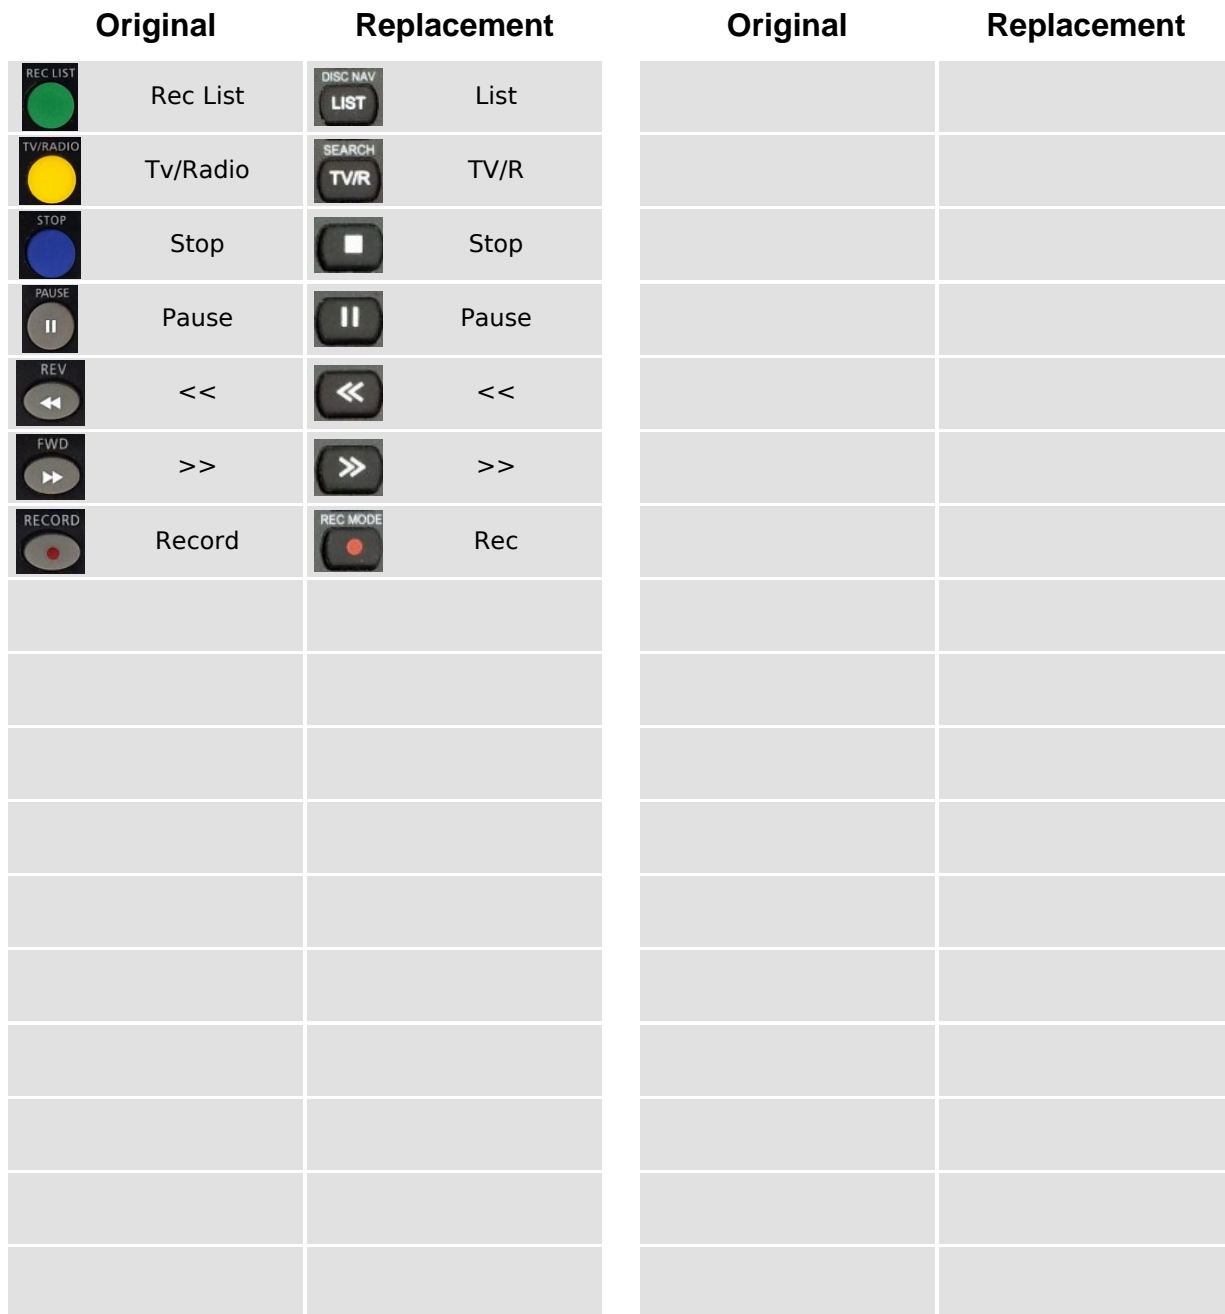 Original Replacement Original Replacement
REC LIST Rec List DISC NAV LIST List
TV/RADIO Tv/Radio SEARCH TV/R TV/R
STOP Stop Stop
PAUSE Pause Pause
REV << << 
FWD >> >>
RECORD Record REC MODE Rec